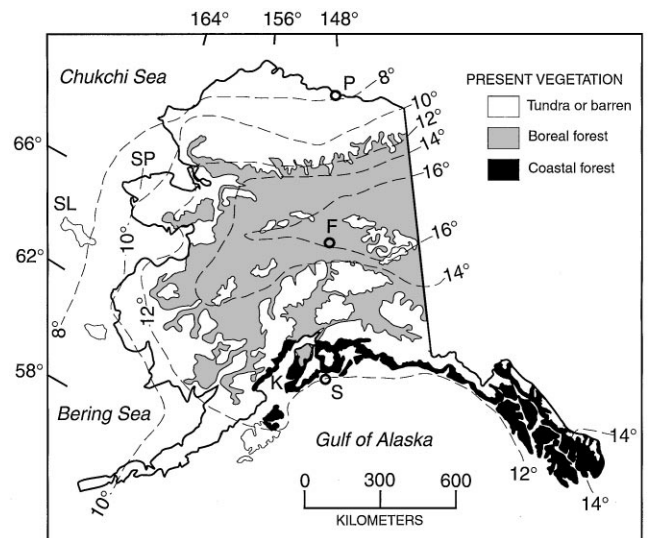 164° 156° 148°
Chukchi Sea
P
8°
10°
12°
14°
16°
PRESENT VEGETATION
Tundra or barren
Boreal forest
Coastal forest
66°
SP
SL
F
16°
62°
10°
14°
12°
8°
58°
K
S
Bering Sea
Gulf of Alaska
14°
12°
10°
14°
0 300 600
KILOMETERS